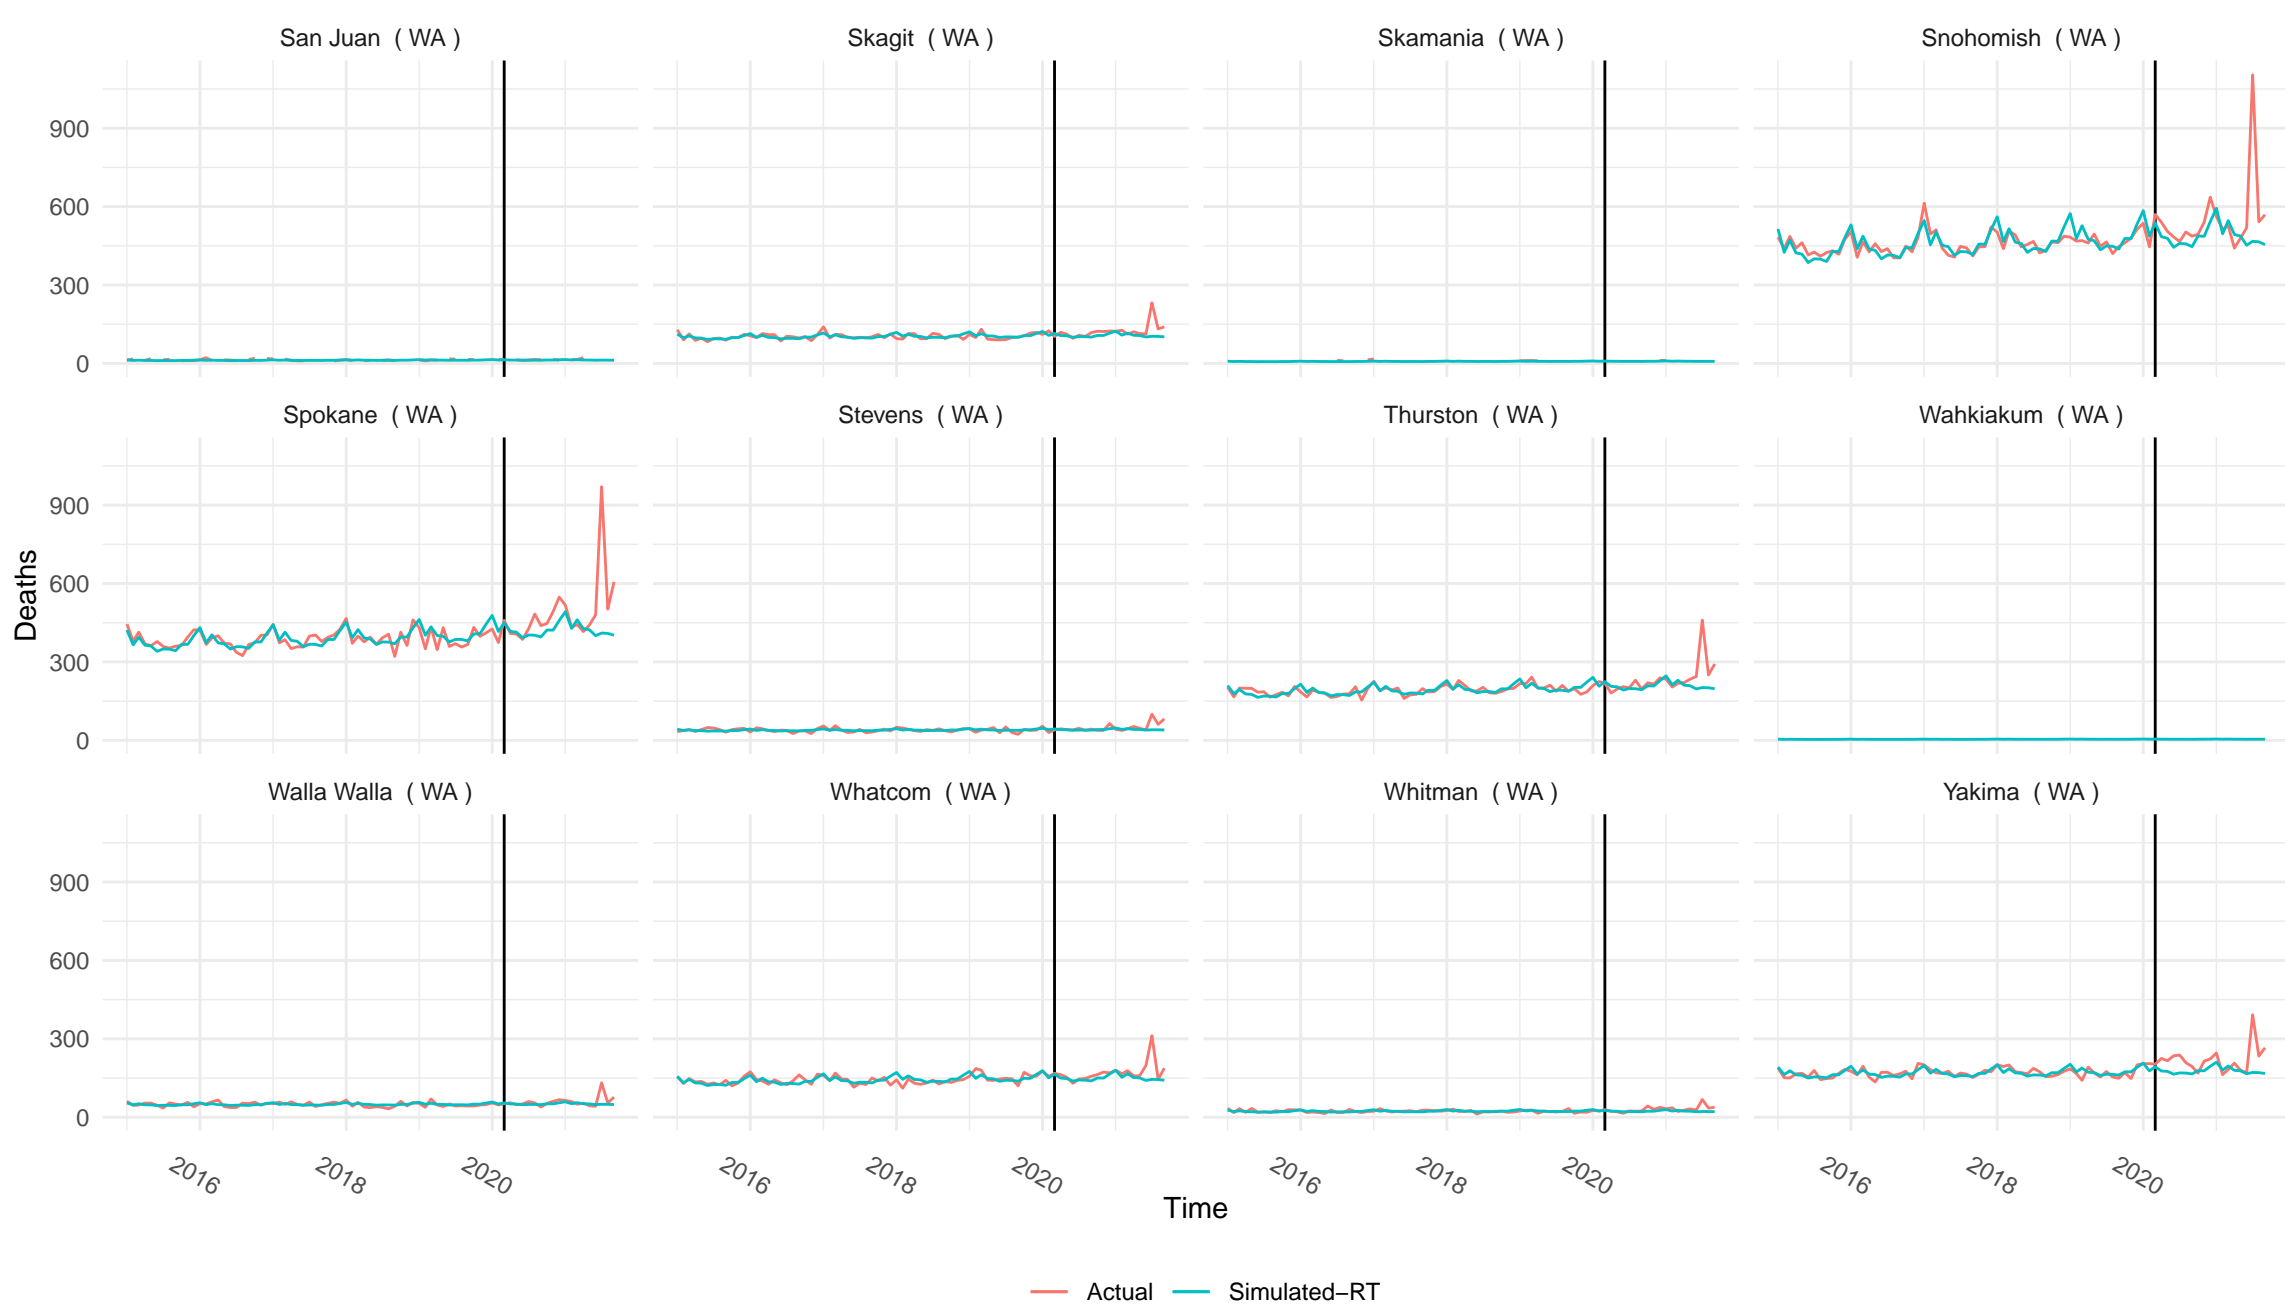 San Juan ( WA )
Skagit ( WA )
Skamania ( WA )
Snohomish ( WA )
900
600
300
0
Spokane ( WA )
Stevens ( WA )
Thurston ( WA )
Wahkiakum ( WA )
900
600
300
0
Deaths
Walla Walla ( WA )
Whatcom ( WA )
Whitman ( WA )
Yakima ( WA )
900
600
300
0
2016 2018 2020
2016 2018 2020
2016 2018 2020
2016 2018 2020
Time
Actual
Simulated−RT